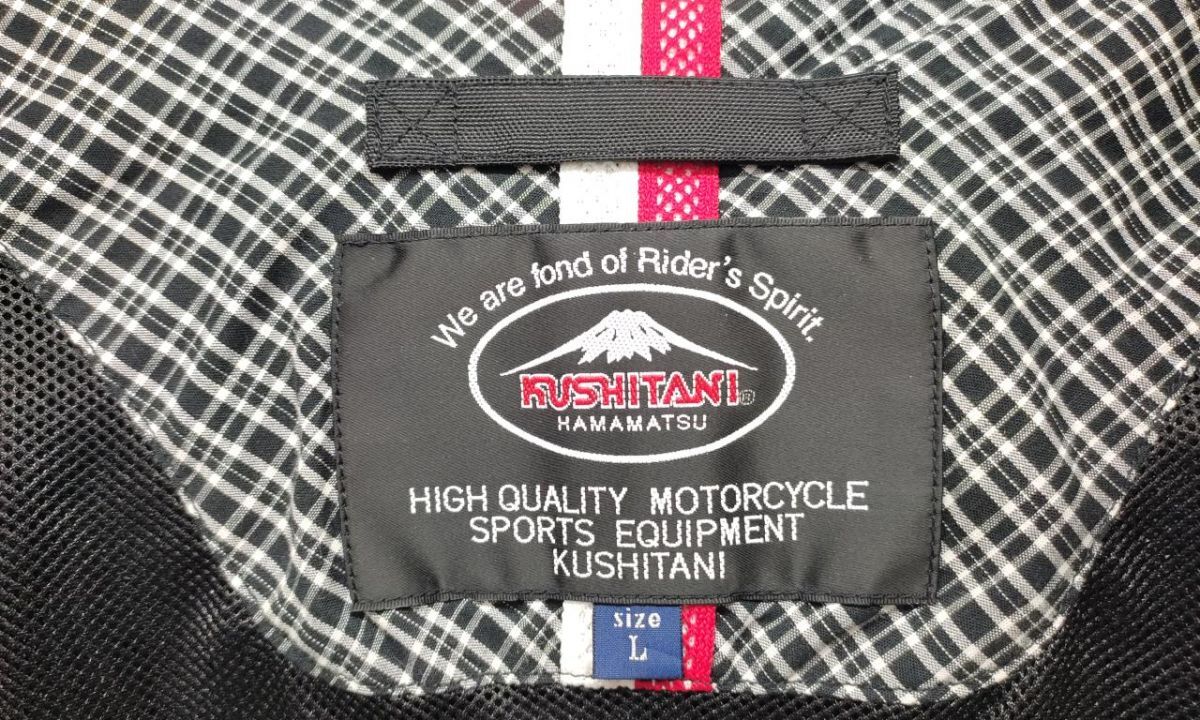 We are fond of Rider's Spirit.
KUSHITANI®
HAMAMATSU
HIGH QUALITY MOTORCYCLE
SPORTS EQUIPMENT
KUSHITANI
size
L